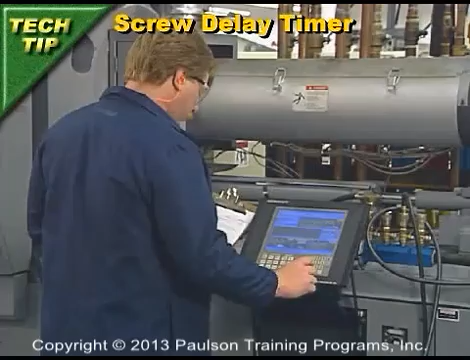 TECH
TIP
Screw Delay Timer
Copyright © 2013 Paulson Training Programs, Inc.